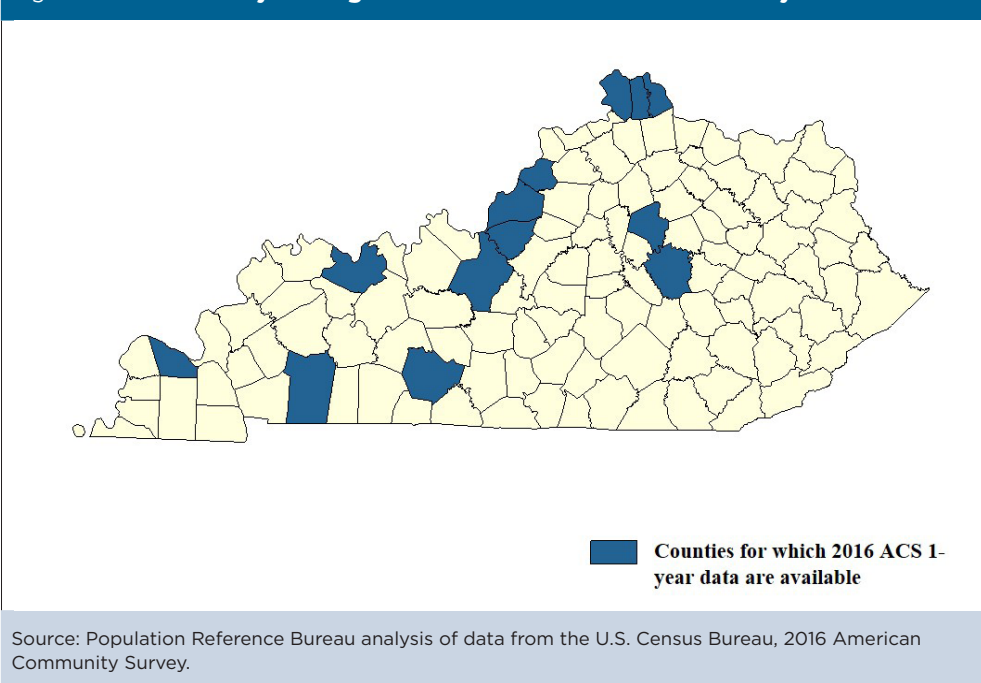 Counties for which 2016 ACS 1-
year data are available
Source: Population Reference Bureau analysis of data from the U.S. Census Bureau, 2016 American
Community Survey.